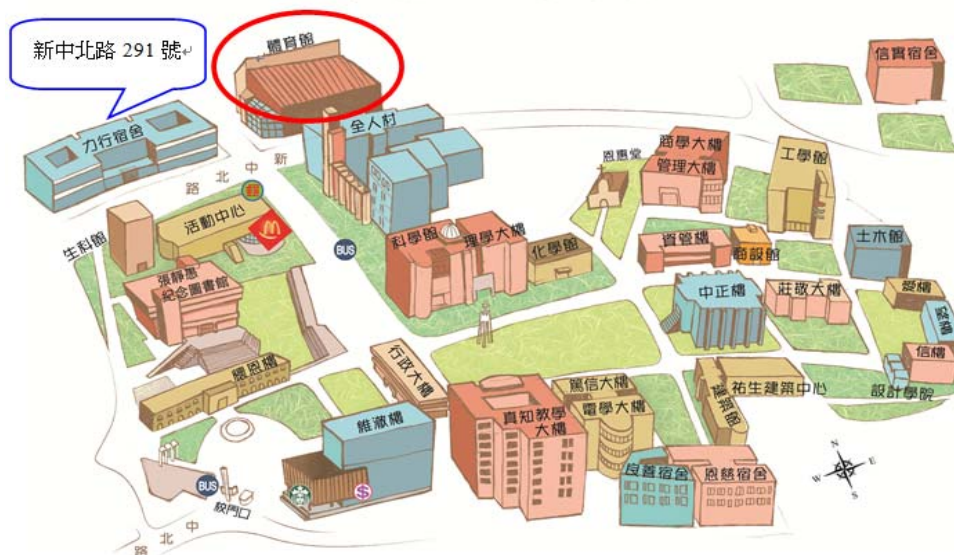 新中北路 291 號
體育館
信實宿舍
力行宿舍
全人村
恩惠堂
商學大樓
管理大樓
工學館
新中北路
活動中心
生科館
BUS
科學館
理學大樓
化學館
資管樓
商設館
土木館
張靜愚
紀念圖書館
中正樓
莊敬大樓
愛樓
信樓
懷恩樓
行政大樓
篤信大樓
電學大樓
真知教學
大樓
建築館
祐生建築中心
設計學院
維澈樓
良善宿舍
恩慈宿舍
BUS
校門口
$
中北路
N
E
S
W